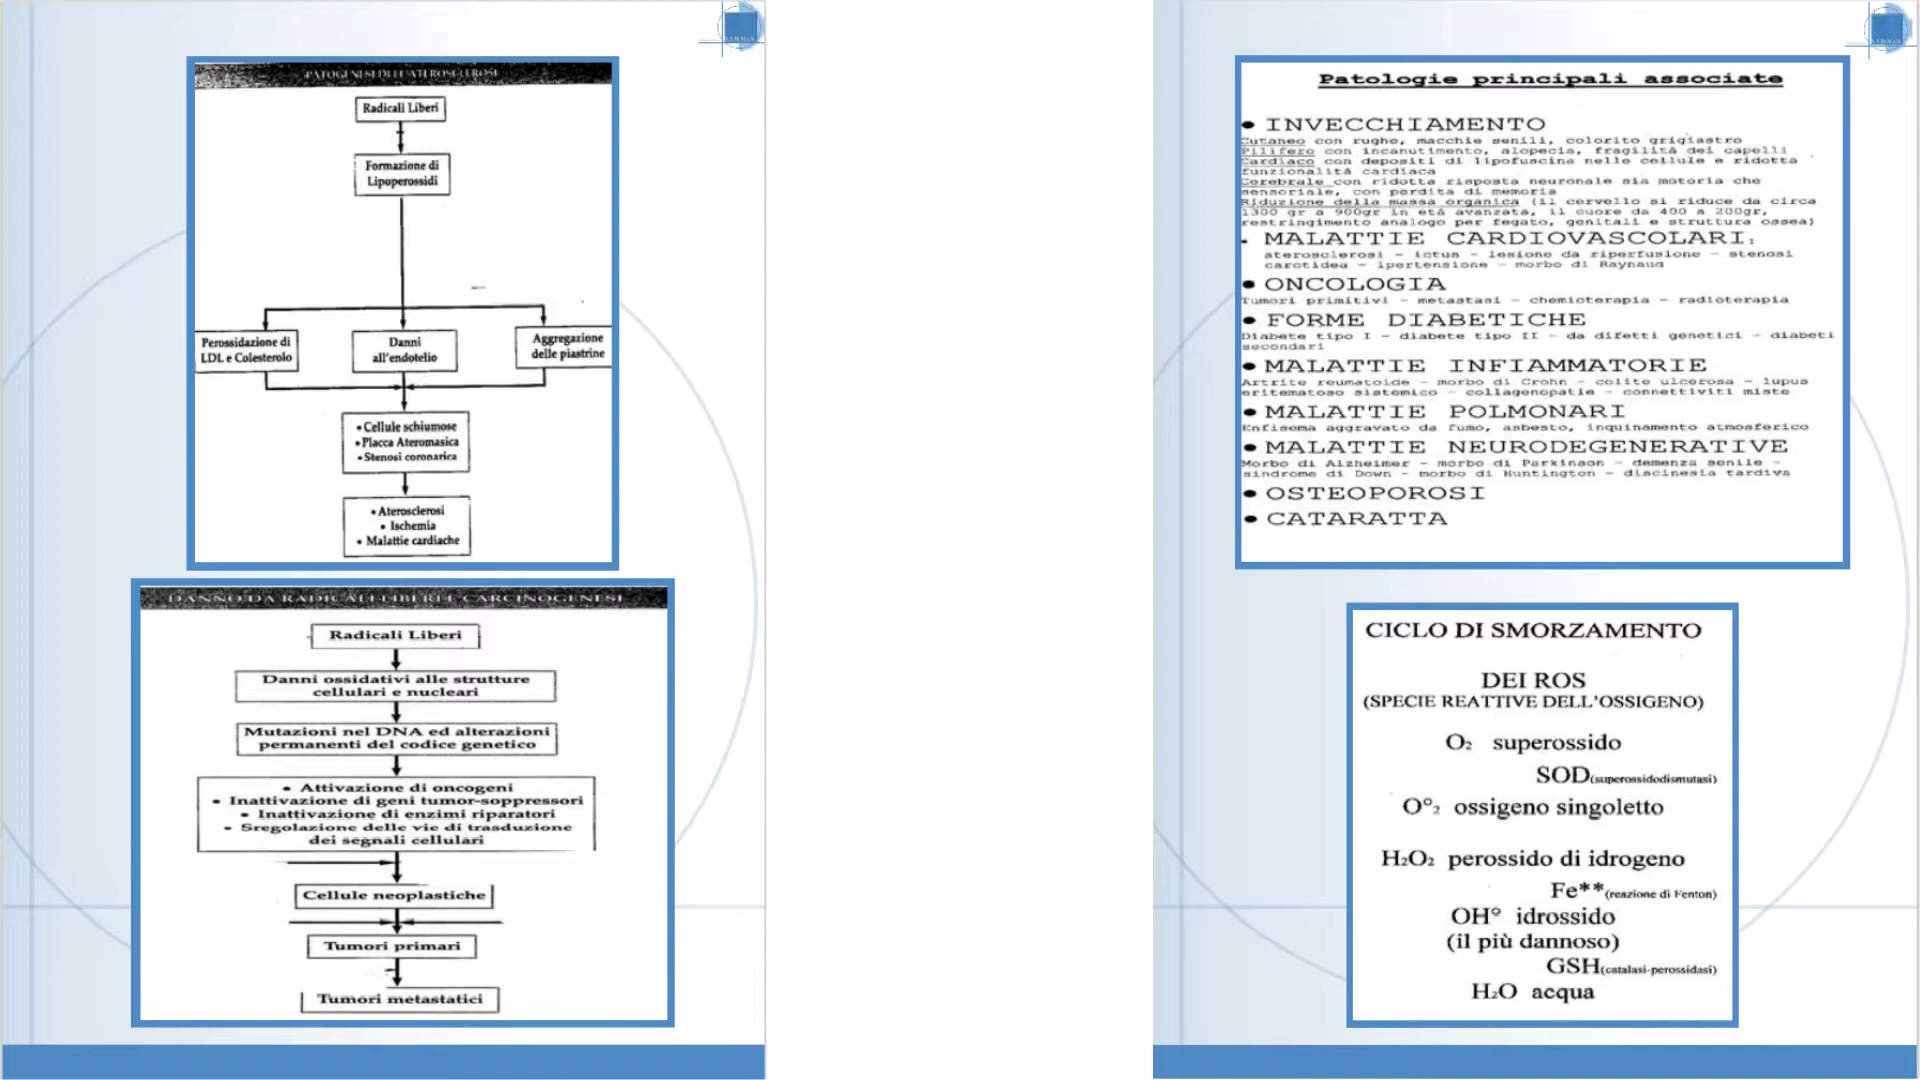 PATOGENESI DELL'ATEROSCLEROSI
Radicali Liberi
Formazione di
Lipoperossidi
Perossidazione di
LDL e Colesterolo
Danni
all'endotelio
Aggregazione
delle piastrine
• Cellule schiumose
• Placca Ateromasica
• Stenosi coronarica
• Aterosclerosi
• Ischemia
• Malattie cardiache
DANNO DA RADICALI LIBERI E CARCINOGENESI
Radicali Liberi
Danni ossidativi alle strutture
cellulari e nucleari
Mutazioni nel DNA ed alterazioni
permanenti del codice genetico
• Attivazione di oncogeni
• Inattivazione di geni tumor-soppressori
• Inattivazione di enzimi riparatori
• Sregolazione delle vie di trasduzione
dei segnali cellulari
Cellule neoplastiche
Tumori primari
Tumori metastatici
Patologie principali associate
• INVECCHIAMENTO
Cutaneo con rughe, macchie senili, colorito grigiastro
Pilifero con incanutimento, alopecia, fragilità dei capelli
Cardiaco con depositi di lipofuscina nelle cellule e ridotta
funzionalità cardiaca
Cerebrale con ridotta risposta neuronale sia motoria che
sensoriale, con perdita di memoria
Riduzione della massa organica (il cervello si riduce da circa
1300 gr a 900gr in età avanzata, il cuore da 400 a 200gr,
restringimento analogo per fegato, genitali e struttura ossea)
• MALATTIE CARDIOVASCOLARI:
aterosclerosi - ictus - lesione da riperfusione - stenosi
carotidea - ipertensione - morbo di Raynaud
• ONCOLOGIA
Tumori primitivi - metastasi - chemioterapia - radioterapia
• FORME DIABETICHE
Diabete tipo I - diabete tipo II - da difetti genetici - diabeti
secondari
• MALATTIE INFIAMMATORIE
Artrite reumatoide - morbo di Crohn - colite ulcerosa - lupus
eritematoso sistemico - collagenopatie - connettiviti miste
• MALATTIE POLMONARI
Enfisema aggravato da fumo, asbesto, inquinamento atmosferico
• MALATTIE NEURODEGENERATIVE
Morbo di Alzheimer - morbo di Parkinson - demenza senile -
sindrome di Down - morbo di Huntington - discinesia tardiva
• OSTEOPOROSI
• CATARATTA
CICLO DI SMORZAMENTO
DEI ROS
(SPECIE REATTIVE DELL'OSSIGENO)
O₂ superossido
SOD(superossidodismutasi)
O°₂ ossigeno singoletto
H₂O₂ perossido di idrogeno
Fe**(reazione di Fenton)
OH° idrossido
(il più dannoso)
GSH(catalasi-perossidasi)
H₂O acqua